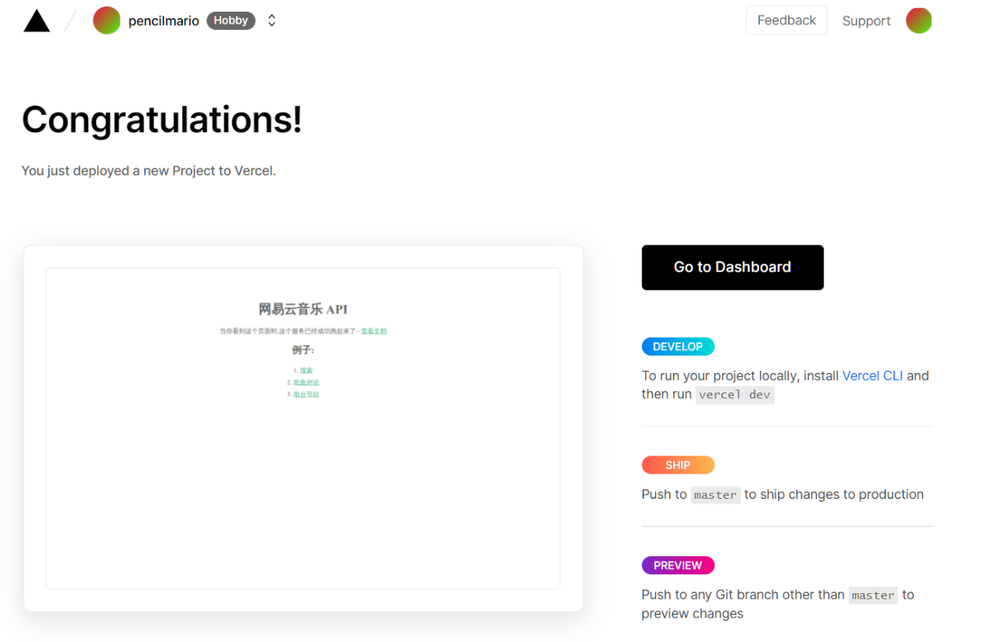 pencilmario Hobby
Feedback Support
Congratulations!
You just deployed a new Project to Vercel.
网易云音乐 API
当你看到这个页面时,这个服务已经成功跑起来了~ 查看文档
例子:
1. 搜索
2. 歌曲评论
3. 电台节目
Go to Dashboard
DEVELOP
To run your project locally, install Vercel CLI and
then run vercel dev
SHIP
Push to master to ship changes to production
PREVIEW
Push to any Git branch other than master to
preview changes